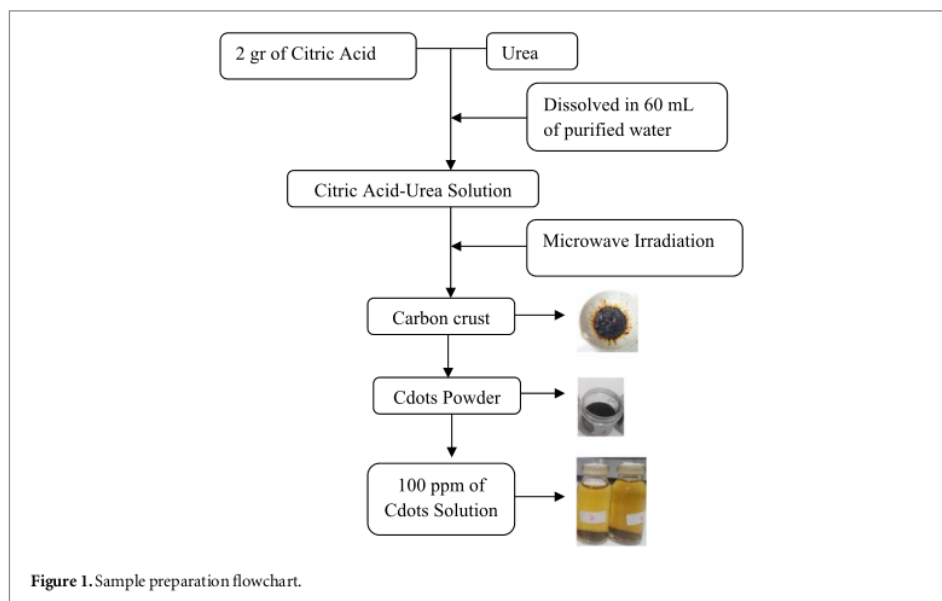 2 gr of Citric Acid
Urea
Dissolved in 60 mL
of purified water
Citric Acid-Urea Solution
Microwave Irradiation
Carbon crust
Cdots Powder
100 ppm of
Cdots Solution
Figure 1. Sample preparation flowchart.